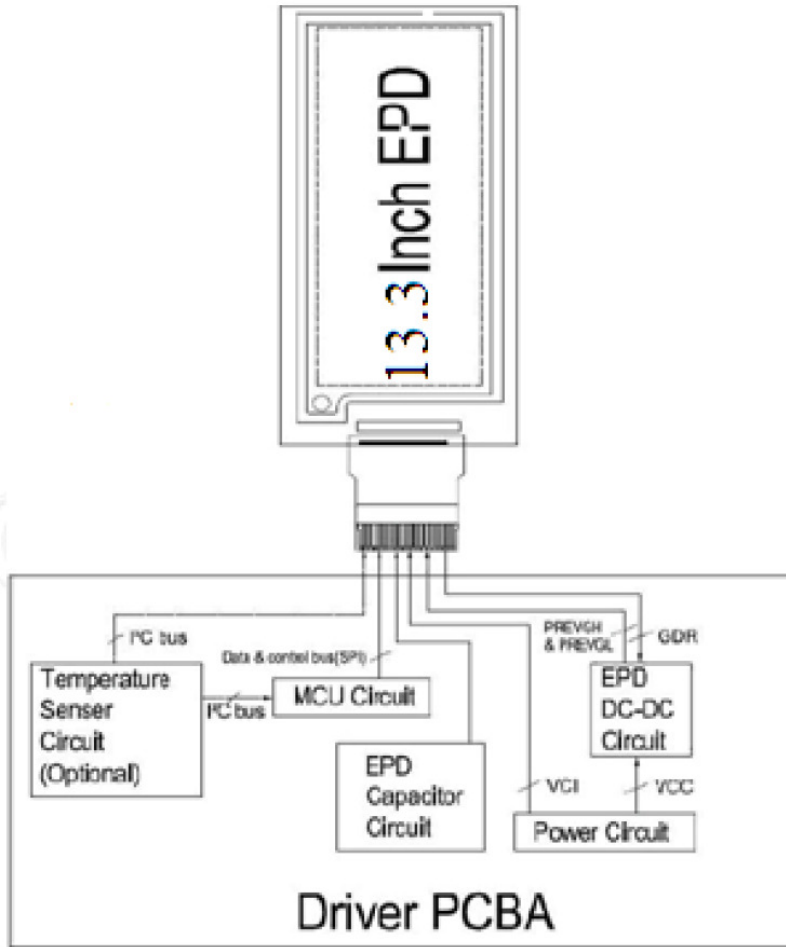 13.3 Inch EPD
I²C bus
Data & control bus(SPI)
PREVGH
& PREVGL
GDR
Temperature
Senser
Circuit
(Optional)
I²C bus
MCU Circuit
EPD
DC-DC
Circuit
EPD
Capacitor
Circuit
VCI
VCC
Power Circuit
Driver PCBA